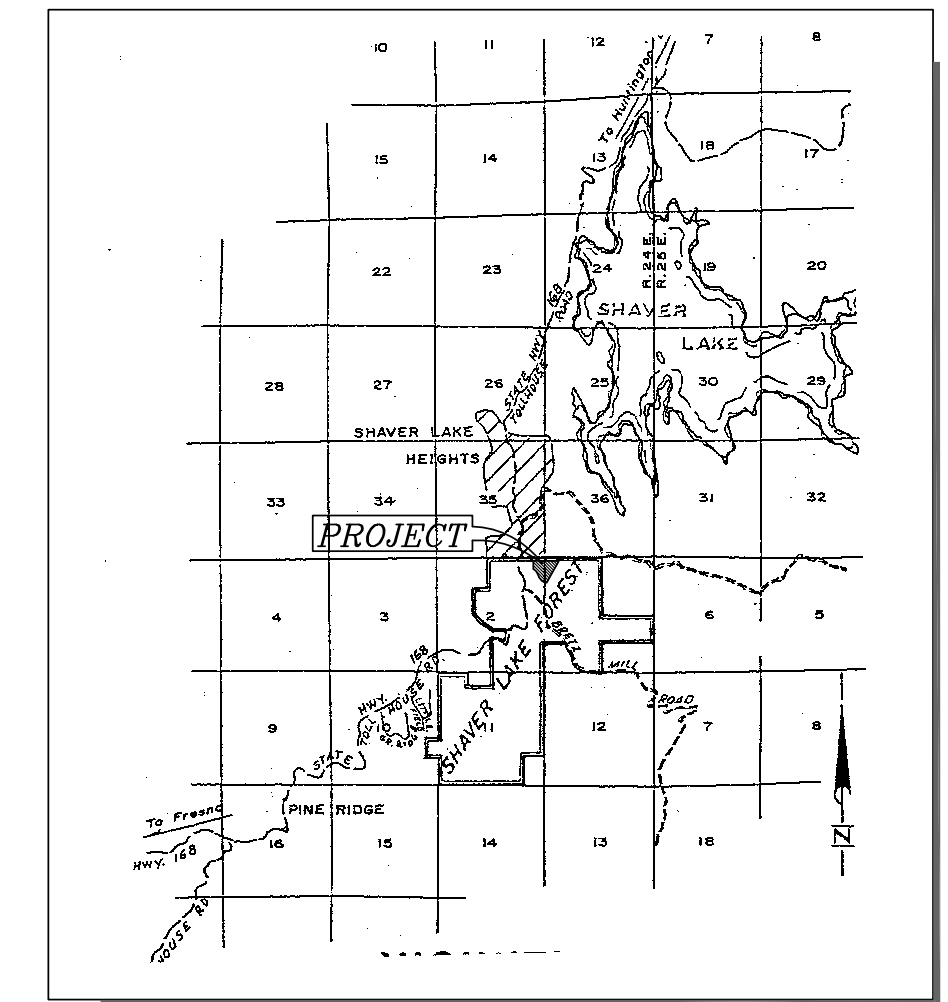 10 11 12 7 8
To Huntington
15 14 13 18 17
22 23 24 R. 24 E. R. 25 E. 19 20
168
ROAD
SHAVER
LAKE
STATE HWY.
TOLLHOUSE
28 27 26 25 30 29
SHAVER LAKE
HEIGHTS
33 34 35 36 31 32
PROJECT
4 3 2 6 5
SHAVER LAKE FOREST
BRETZ
MILL
ROAD
168
HWY.
TOLL HOUSE RD.
STATE
9 10 11 12 7 8
PINE RIDGE
To Fresno
HWY. 168
16 15 14 13 18
HOUSE RD
N